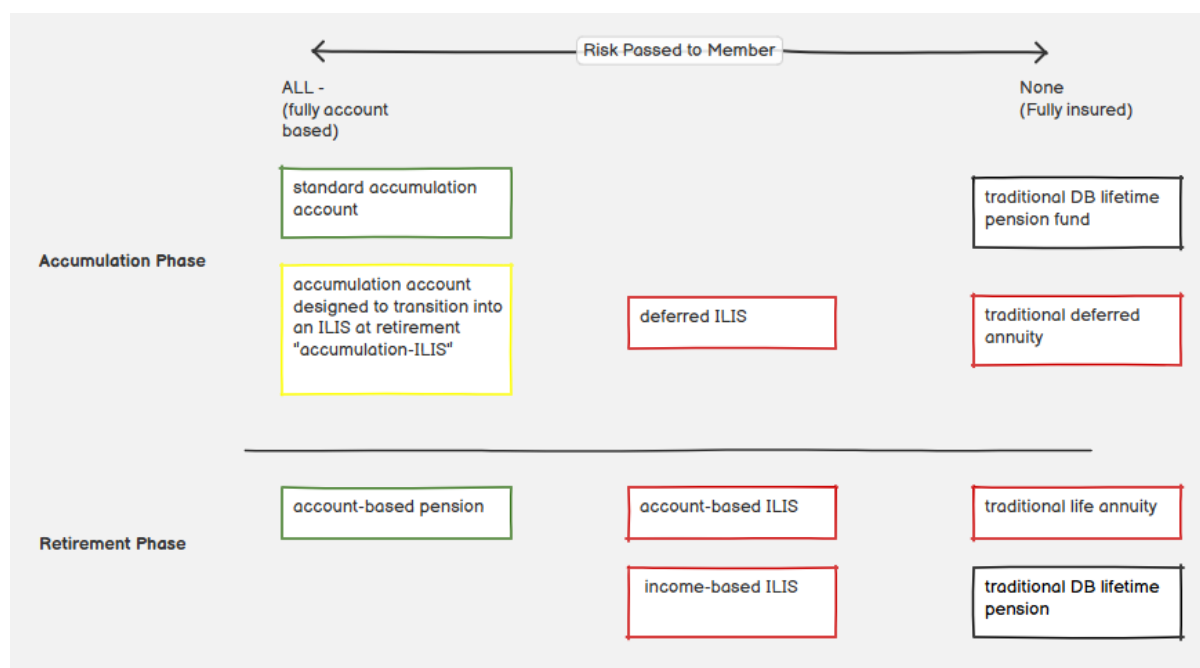 Risk Passed to Member
ALL -
(fully account
based)
None
(Fully insured)
standard accumulation
account
traditional DB lifetime
pension fund
Accumulation Phase
accumulation account
designed to transition into
an ILIS at retirement
"accumulation-ILIS"
deferred ILIS
traditional deferred
annuity
account-based pension
account-based ILIS
traditional life annuity
Retirement Phase
income-based ILIS
traditional DB lifetime
pension